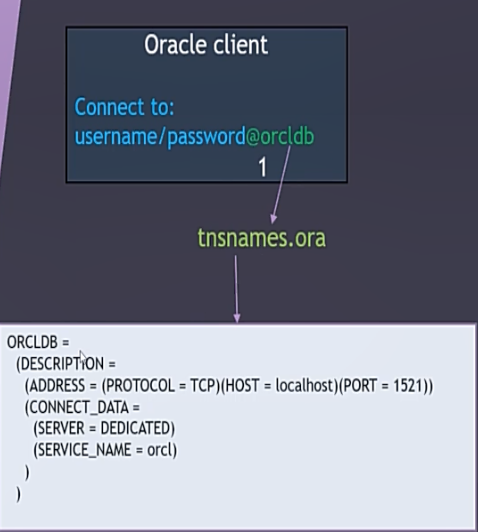 Oracle client
Connect to:
username/password@orcldb
1
tnsnames.ora
ORCLDB =
(DESCRIPTION =
(ADDRESS = (PROTOCOL = TCP)(HOST = localhost)(PORT = 1521))
(CONNECT_DATA =
(SERVER = DEDICATED)
(SERVICE_NAME = orcl)
)
)